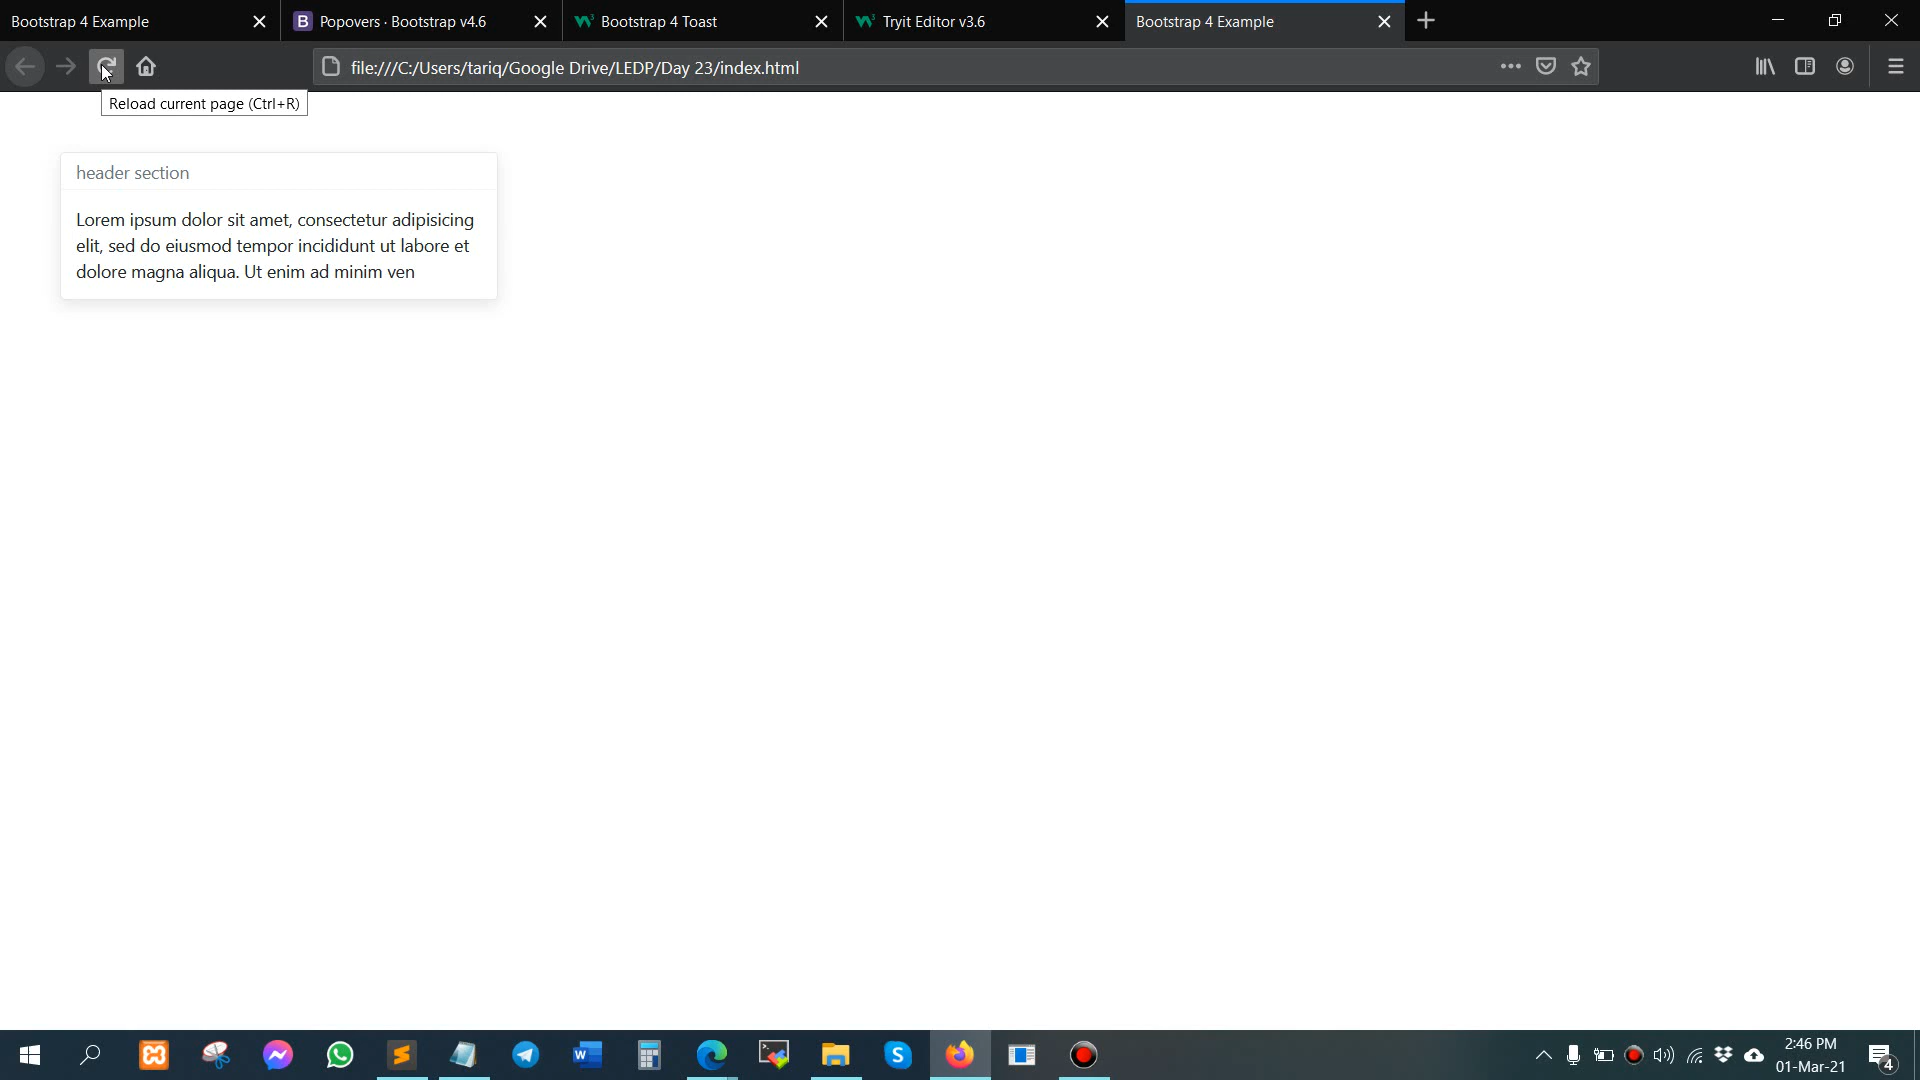 Bootstrap 4 Example
Popovers · Bootstrap v4.6
Bootstrap 4 Toast
Tryit Editor v3.6
Bootstrap 4 Example
file:///C:/Users/tariq/Google Drive/LEDP/Day 23/index.html
Reload current page (Ctrl+R)
header section
Lorem ipsum dolor sit amet, consectetur adipisicing
elit, sed do eiusmod tempor incididunt ut labore et
dolore magna aliqua. Ut enim ad minim ven
2:46 PM
01-Mar-21
4